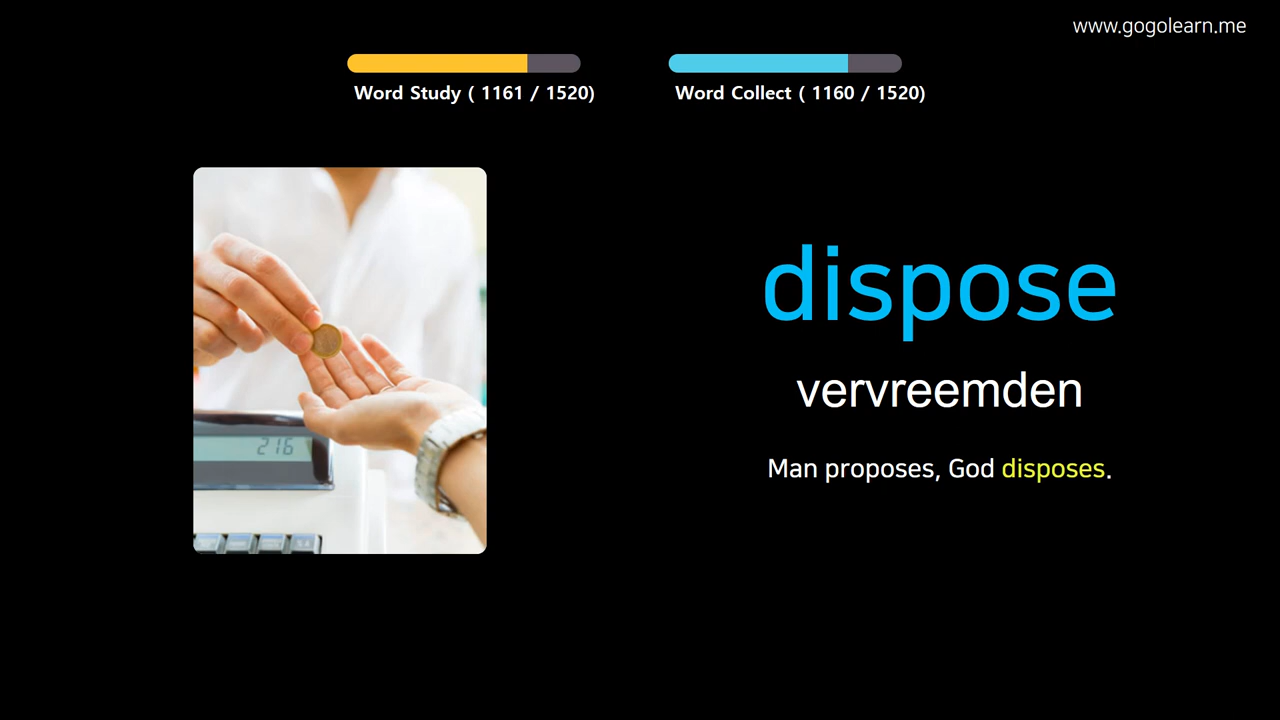 www.gogolearn.me
Word Study ( 1161 / 1520)
Word Collect ( 1160 / 1520)
216
dispose
vervreemden
Man proposes, God disposes.